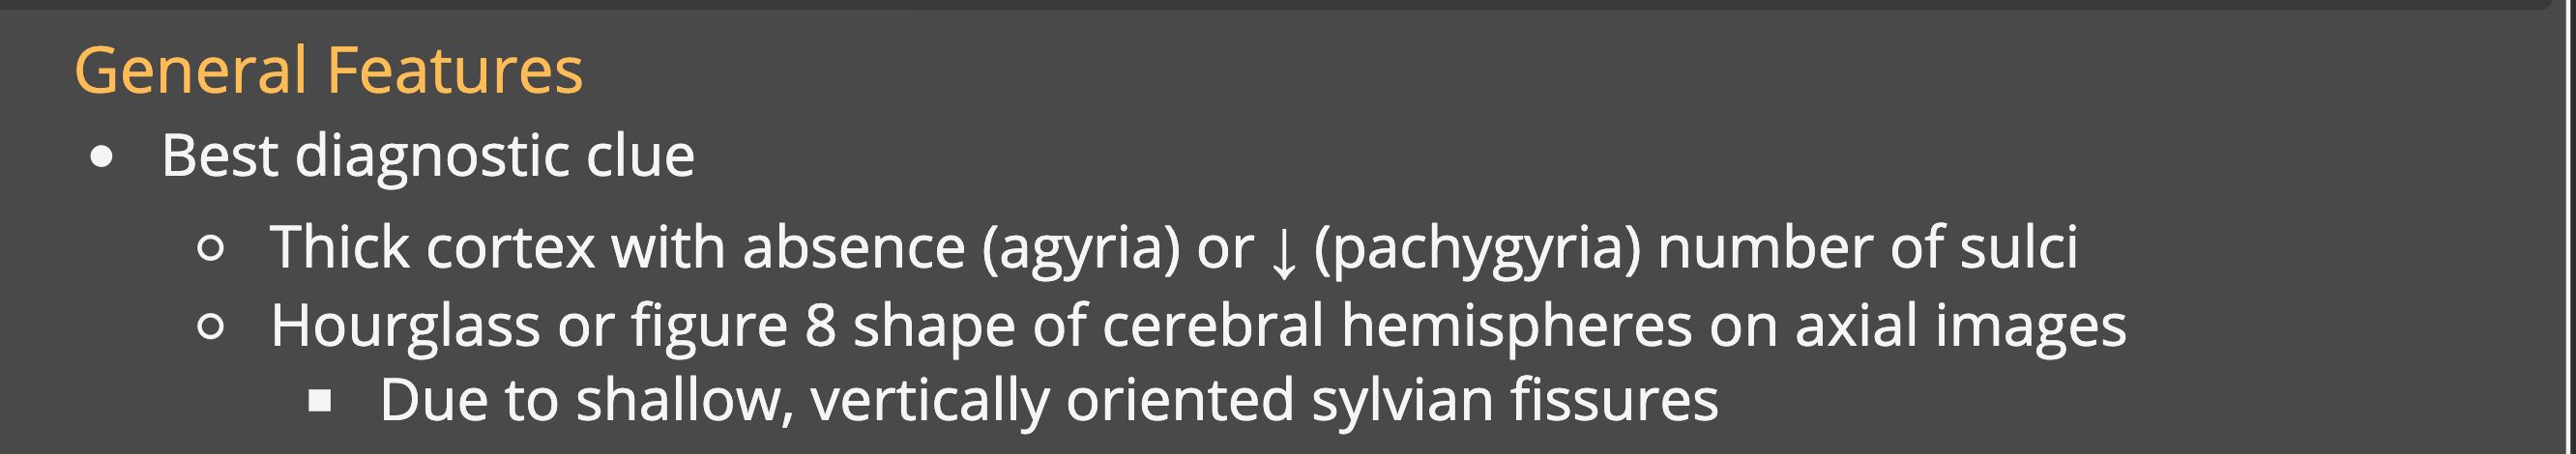 General Features
● Best diagnostic clue
○ Thick cortex with absence (agyria) or ↓ (pachygyria) number of sulci
○ Hourglass or figure 8 shape of cerebral hemispheres on axial images
■ Due to shallow, vertically oriented sylvian fissures